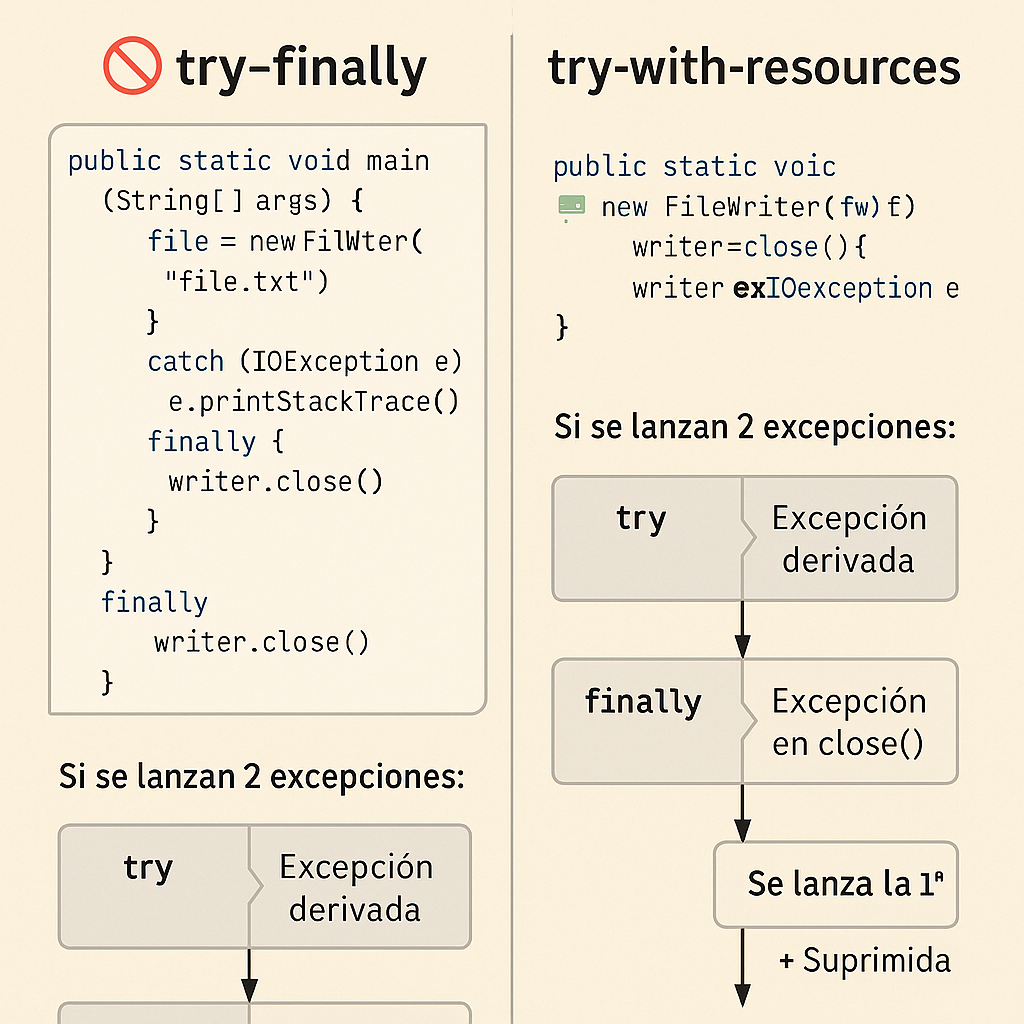 try–finally
public static void main
(String[] args) {
file = new FilWter(
"file.txt")
}
catch (IOException e)
e.printStackTrace()
finally {
writer.close()
}
}
finally
writer.close()
}
Si se lanzan 2 excepciones:
try
Excepción
derivada
try-with-resources
public static voic
new FileWriter(fw)f)
writer=close(){
writer exIOexception e
}
Si se lanzan 2 excepciones:
try
Excepción
derivada
finally
Excepción
en close()
Se lanza la 1ª
+ Suprimida